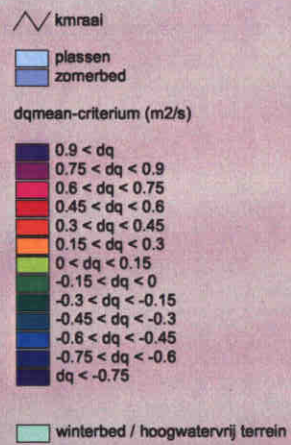 kmraai
plassen
zomerbed
dqmean-criterium (m2/s)
0.9 < dq
0.75 < dq < 0.9
0.6 < dq < 0.75
0.45 < dq < 0.6
0.3 < dq < 0.45
0.15 < dq < 0.3
0 < dq < 0.15
-0.15 < dq < 0
-0.3 < dq < -0.15
-0.45 < dq < -0.3
-0.6 < dq < -0.45
-0.75 < dq < -0.6
dq < -0.75
winterbed / hoogwatervrij terrein